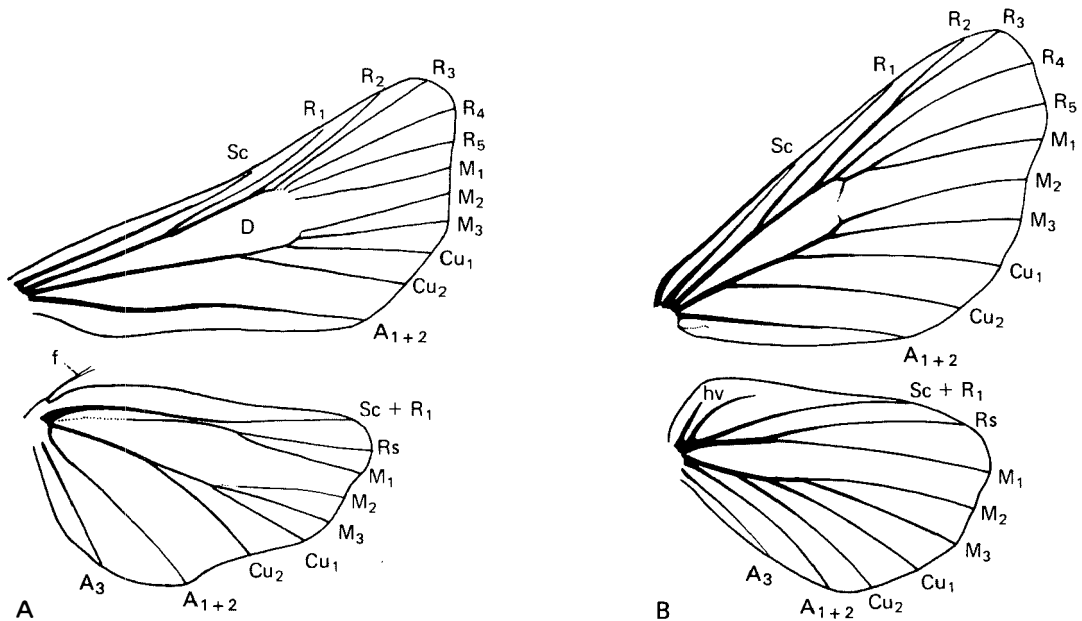 Sc
R1
R2
R3
R4
R5
M1
M2
M3
Cu1
Cu2
A1+2
D
f
Sc + R1
Rs
M1
M2
M3
Cu1
Cu2
A1+2
A3
A
Sc
R1
R2
R3
R4
R5
M1
M2
M3
Cu1
Cu2
A1+2
hv
Sc + R1
Rs
M1
M2
M3
Cu1
Cu2
A1+2
A3
B